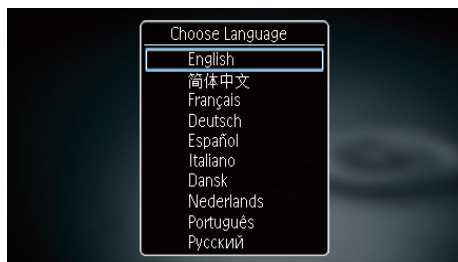 Choose Language
English
简体中文
Français
Deutsch
Español
Italiano
Dansk
Nederlands
Português
Русский